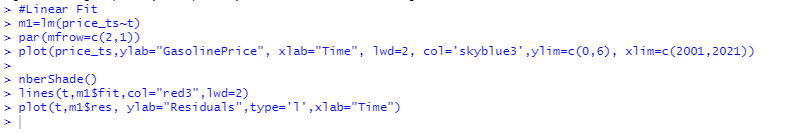 > #Linear Fit
> m1=lm(price_ts~t)
> par(mfrow=c(2,1))
> plot(price_ts,ylab="GasolinePrice", xlab="Time", lwd=2, col='skyblue3',ylim=c(0,6), xlim=c(2001,2021))
>
> nberShade()
> lines(t,m1$fit,col="red3",lwd=2)
> plot(t,m1$res, ylab="Residuals",type='l',xlab="Time")
>